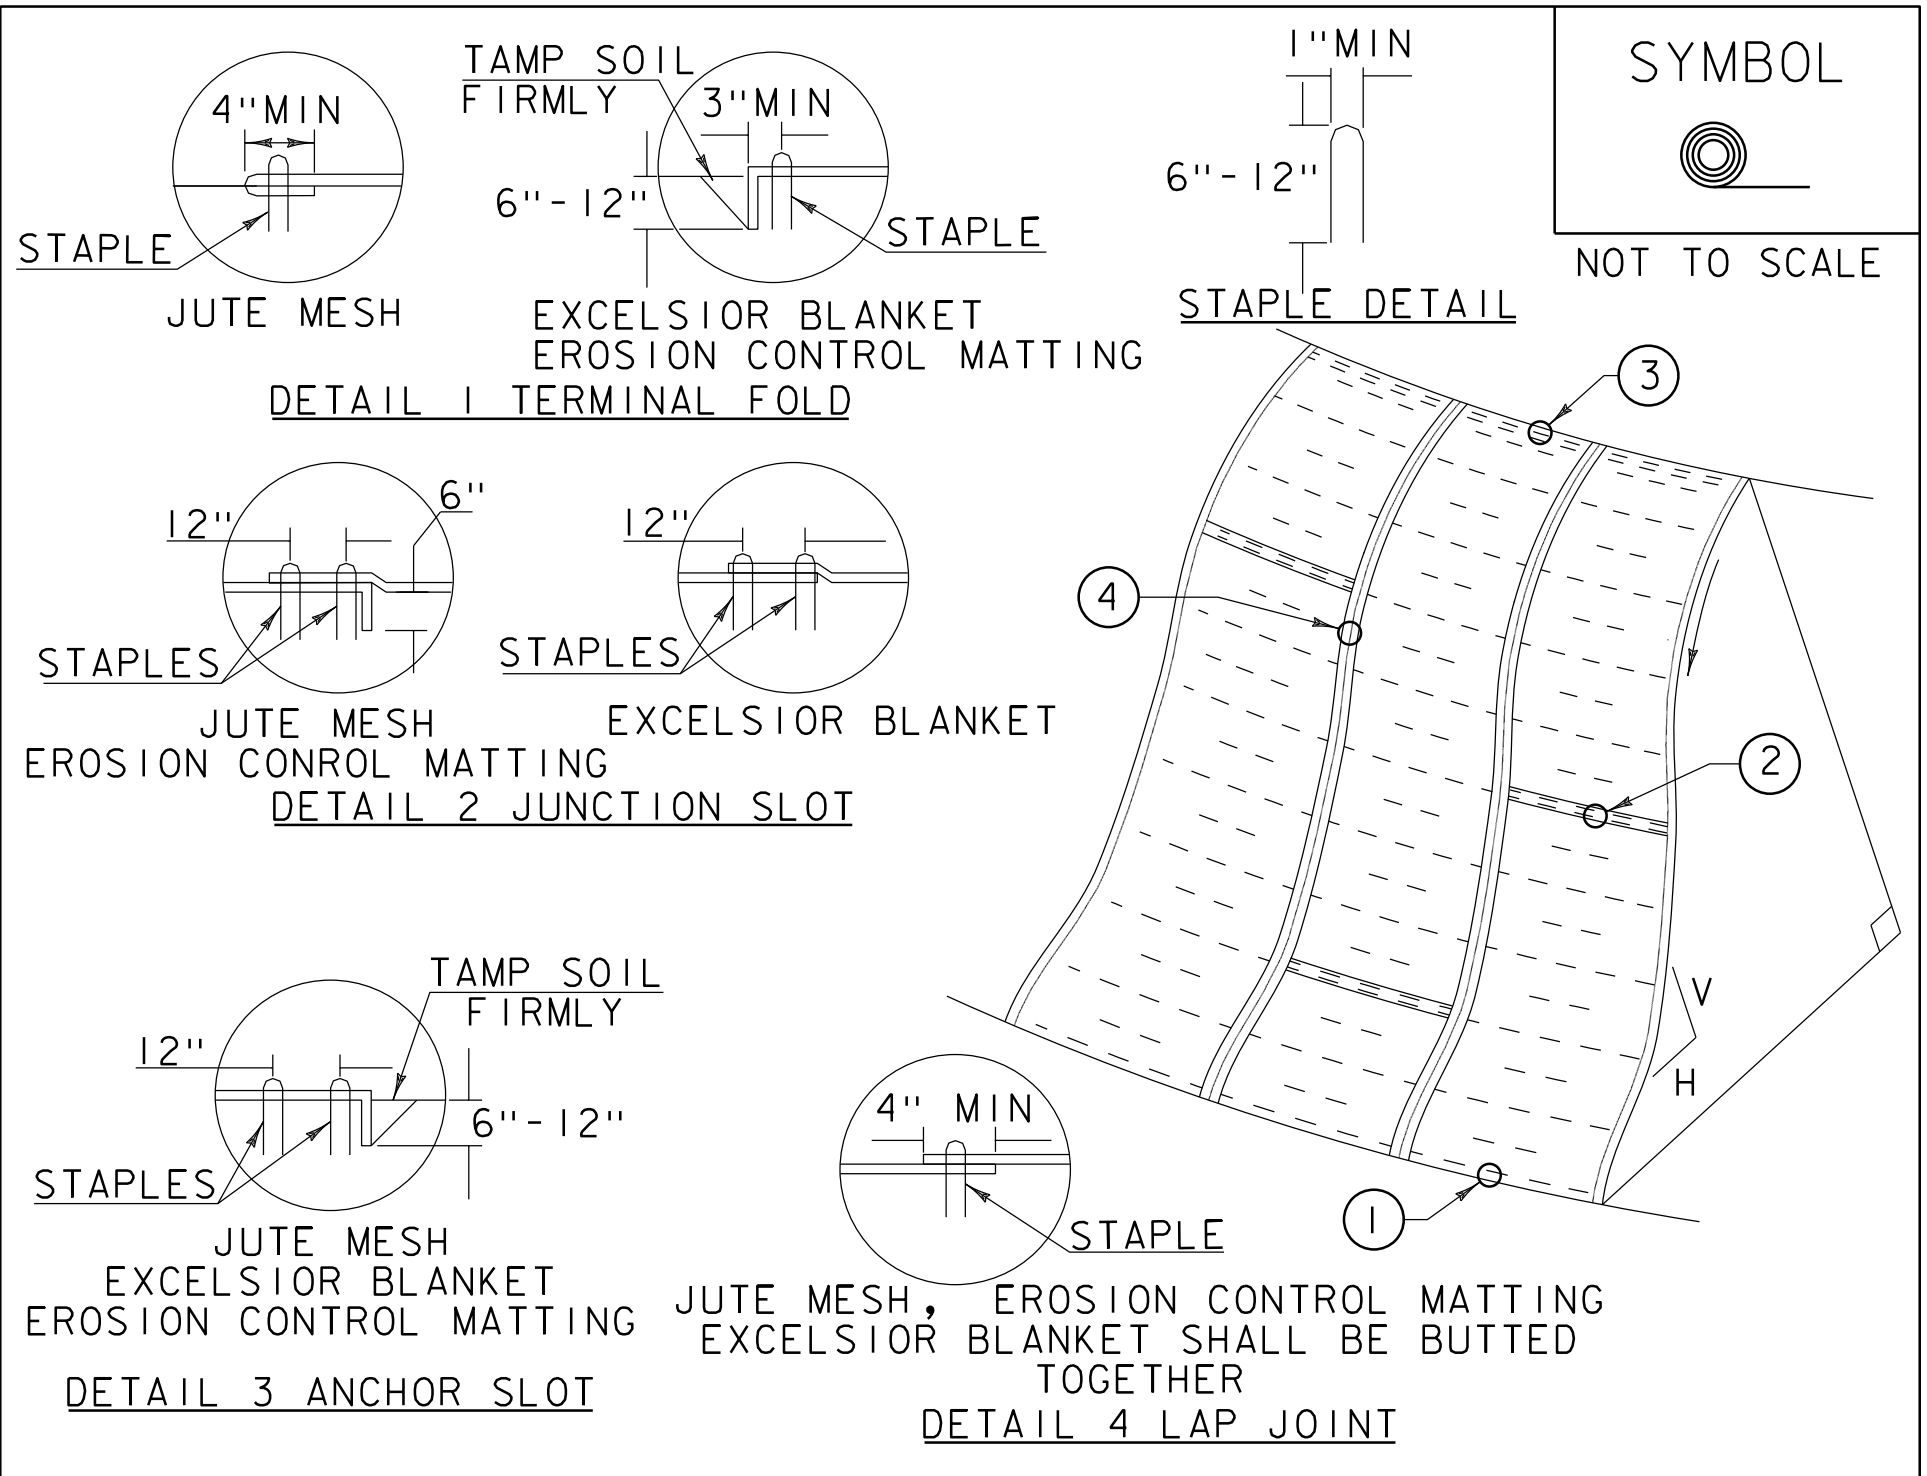 TAMP SOIL
FIRMLY
4"MIN
3"MIN
6"-12"
STAPLE
STAPLE
JUTE MESH
EXCELSIOR BLANKET
EROSION CONTROL MATTING
DETAIL 1 TERMINAL FOLD
1"MIN
6"-12"
STAPLE DETAIL
SYMBOL
NOT TO SCALE
12"
6"
STAPLES
JUTE MESH
EROSION CONROL MATTING
12"
STAPLES
EXCELSIOR BLANKET
DETAIL 2 JUNCTION SLOT
3
4
2
V
H
1
TAMP SOIL
FIRMLY
12"
6"-12"
STAPLES
JUTE MESH
EXCELSIOR BLANKET
EROSION CONTROL MATTING
DETAIL 3 ANCHOR SLOT
4" MIN
STAPLE
JUTE MESH, EROSION CONTROL MATTING
EXCELSIOR BLANKET SHALL BE BUTTED
TOGETHER
DETAIL 4 LAP JOINT